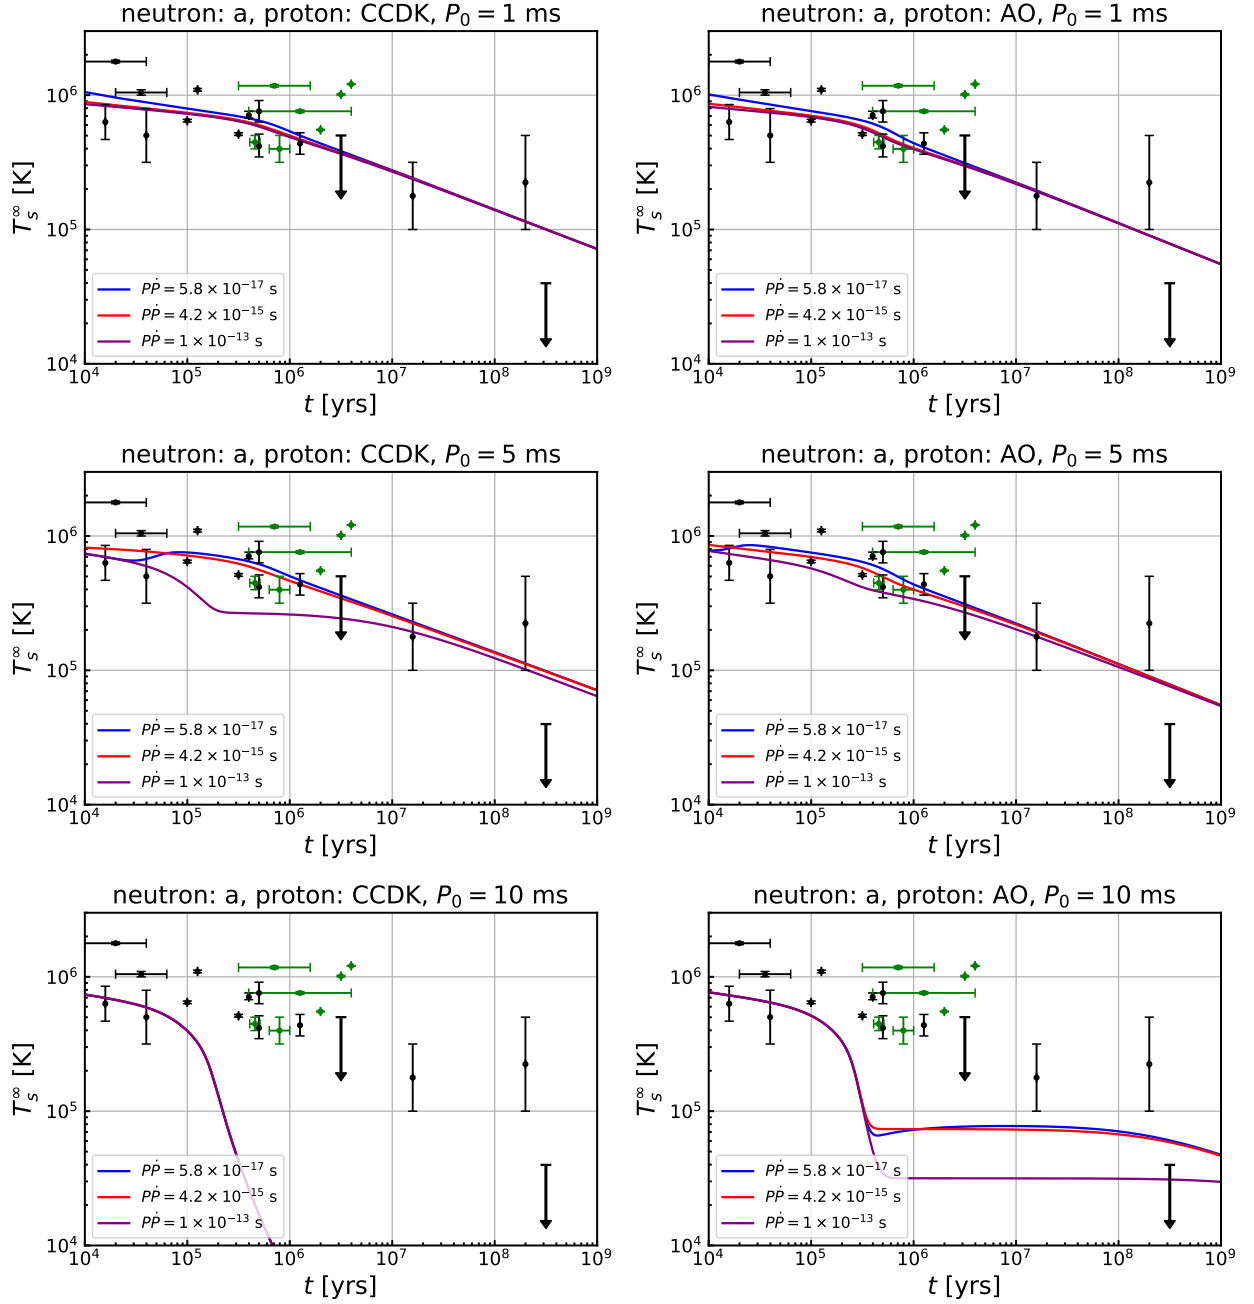 neutron: a, proton: CCDK, P₀ = 1 ms
10⁶
10⁵
10⁴
T_s^∞ [K]
PṖ = 5.8 × 10⁻¹⁷ s
PṖ = 4.2 × 10⁻¹⁵ s
PṖ = 1 × 10⁻¹³ s
10⁴ 10⁵ 10⁶ 10⁷ 10⁸ 10⁹
t [yrs]
neutron: a, proton: AO, P₀ = 1 ms
10⁶
10⁵
10⁴
T_s^∞ [K]
PṖ = 5.8 × 10⁻¹⁷ s
PṖ = 4.2 × 10⁻¹⁵ s
PṖ = 1 × 10⁻¹³ s
10⁴ 10⁵ 10⁶ 10⁷ 10⁸ 10⁹
t [yrs]
neutron: a, proton: CCDK, P₀ = 5 ms
10⁶
10⁵
10⁴
T_s^∞ [K]
PṖ = 5.8 × 10⁻¹⁷ s
PṖ = 4.2 × 10⁻¹⁵ s
PṖ = 1 × 10⁻¹³ s
10⁴ 10⁵ 10⁶ 10⁷ 10⁸ 10⁹
t [yrs]
neutron: a, proton: AO, P₀ = 5 ms
10⁶
10⁵
10⁴
T_s^∞ [K]
PṖ = 5.8 × 10⁻¹⁷ s
PṖ = 4.2 × 10⁻¹⁵ s
PṖ = 1 × 10⁻¹³ s
10⁴ 10⁵ 10⁶ 10⁷ 10⁸ 10⁹
t [yrs]
neutron: a, proton: CCDK, P₀ = 10 ms
10⁶
10⁵
10⁴
T_s^∞ [K]
PṖ = 5.8 × 10⁻¹⁷ s
PṖ = 4.2 × 10⁻¹⁵ s
PṖ = 1 × 10⁻¹³ s
10⁴ 10⁵ 10⁶ 10⁷ 10⁸ 10⁹
t [yrs]
neutron: a, proton: AO, P₀ = 10 ms
10⁶
10⁵
10⁴
T_s^∞ [K]
PṖ = 5.8 × 10⁻¹⁷ s
PṖ = 4.2 × 10⁻¹⁵ s
PṖ = 1 × 10⁻¹³ s
10⁴ 10⁵ 10⁶ 10⁷ 10⁸ 10⁹
t [yrs]